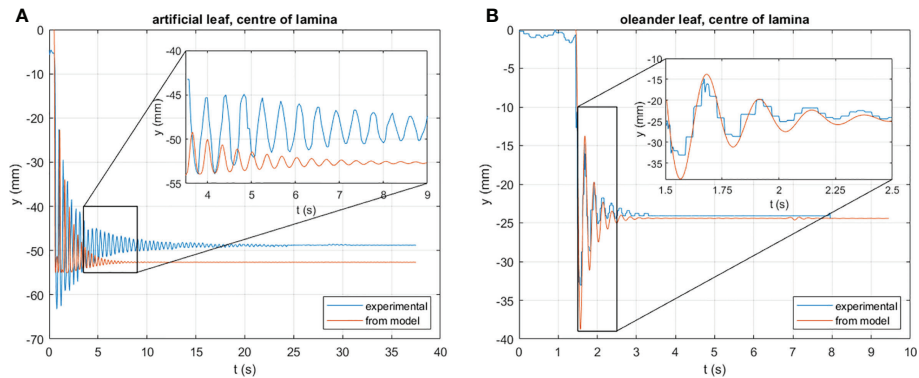 A
artificial leaf, centre of lamina
0
-10
-20
-30
-40
-50
-60
-70
y (mm)
0 5 10 15 20 25 30 35 40
t (s)
-40
-45
-50
-55
y (mm)
4 5 6 7 8 9
t (s)
experimental
from model
B
oleander leaf, centre of lamina
0
-5
-10
-15
-20
-25
-30
-35
-40
y (mm)
0 1 2 3 4 5 6 7 8 9 10
t (s)
-10
-15
-20
-25
-30
-35
y (mm)
1.5 1.75 2 2.25 2.5
t (s)
experimental
from model